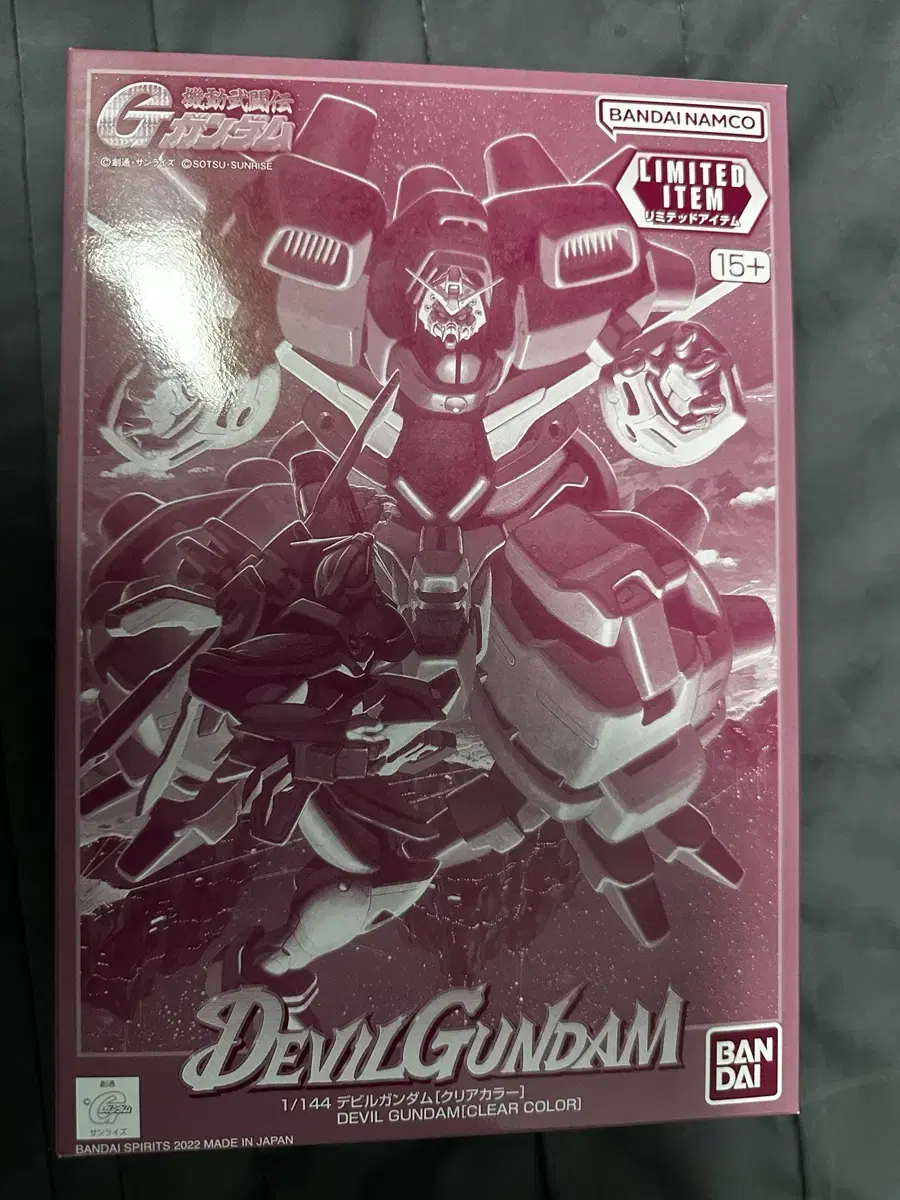 機動武闘伝
Gガンダム
©創通・サンライズ ©SOTSU・SUNRISE
BANDAI NAMCO
LIMITED
ITEM
リミテッドアイテム
15+
DEVIL GUNDAM
1/144 デビルガンダム[クリアカラー]
DEVIL GUNDAM[CLEAR COLOR]
BAN
DAI
創通
サンライズ
BANDAI SPIRITS 2022 MADE IN JAPAN